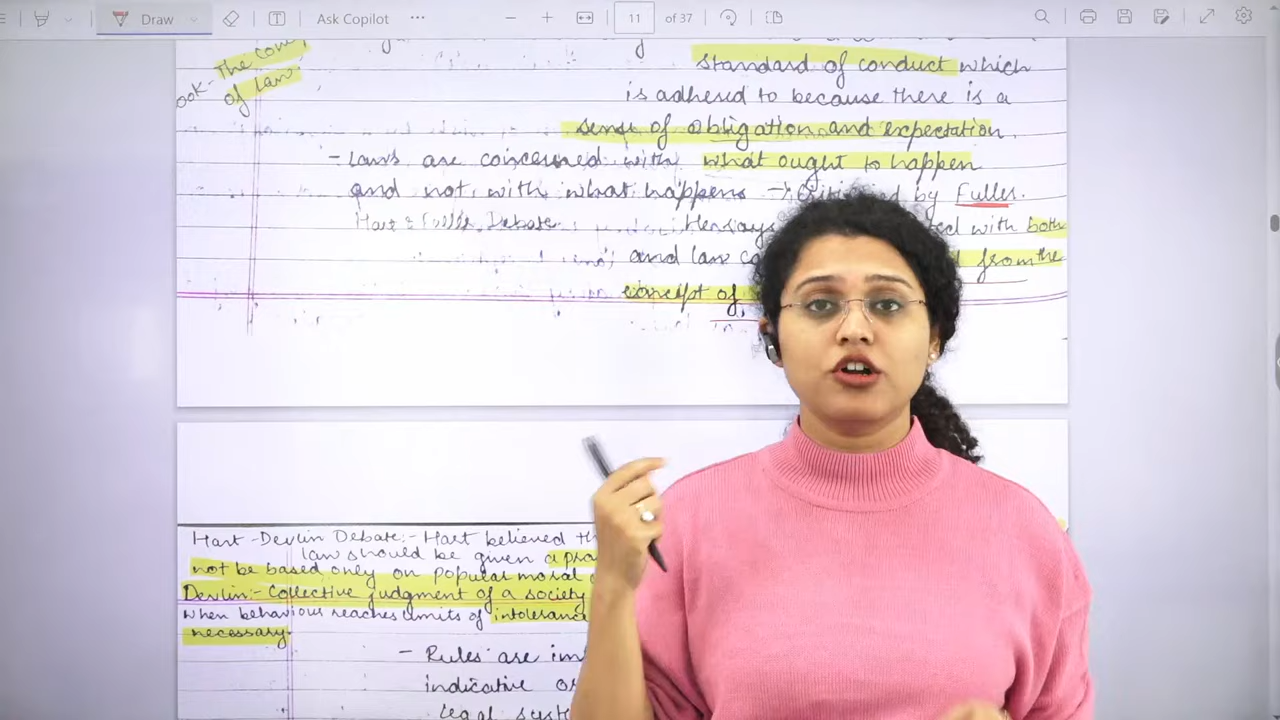 Draw
Ask Copilot
11 of 37
The
of law
standard of conduct which
is adhered to because there is a
sense of obligation and expectation.
- Laws are concerned with what ought to happen
and not with what happens → by Fuller.
Hart & Debate He says with both
and law from the
concept of
Hart-Devlin Debate:- Hart believed
law should be given a
not be based only on popular moral
Devlin:- Collective judgment of a society
when behaviour reaches limits of intolerance
necessary.
- Rules are
indicative
legal